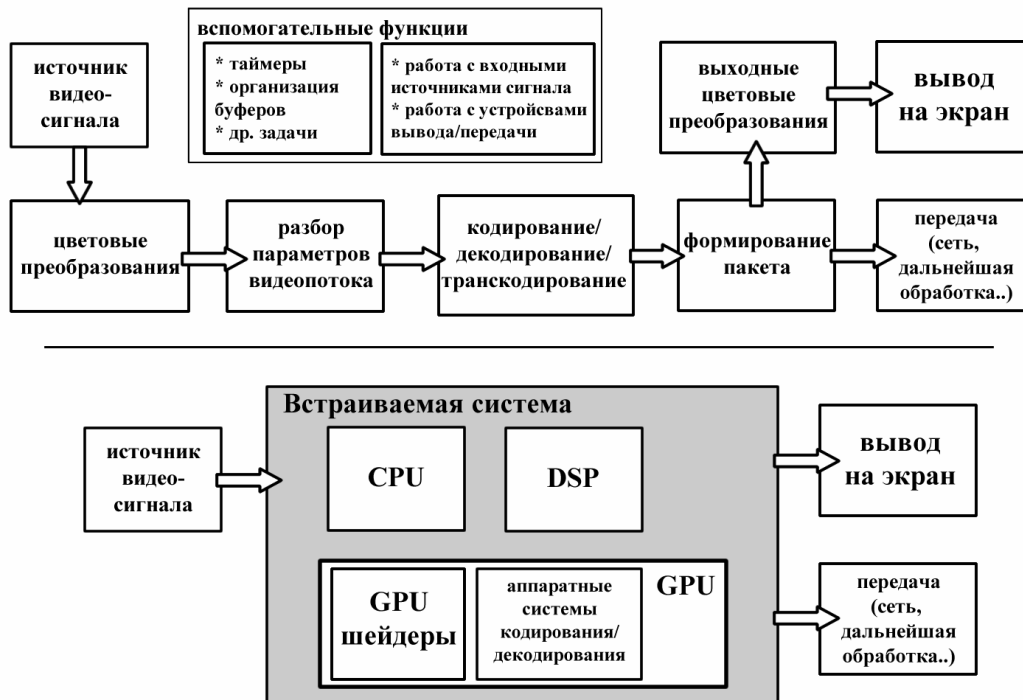 вспомогательные функции
* таймеры
* организация
буферов
* др. задачи
* работа с входными
источниками сигнала
* работа с устройсвами
вывода/передачи
источник
видео-
сигнала
выходные
цветовые
преобразования
вывод
на экран
цветовые
преобразования
разбор
параметров
видеопотока
кодирование/
декодирование/
транскодирование
формирование
пакета
передача
(сеть,
дальнейшая
обработка..)
Встраиваемая система
источник
видео-
сигнала
CPU
DSP
GPU
шейдеры
аппаратные
системы
кодирования/
декодирования
GPU
вывод
на экран
передача
(сеть,
дальнейшая
обработка..)